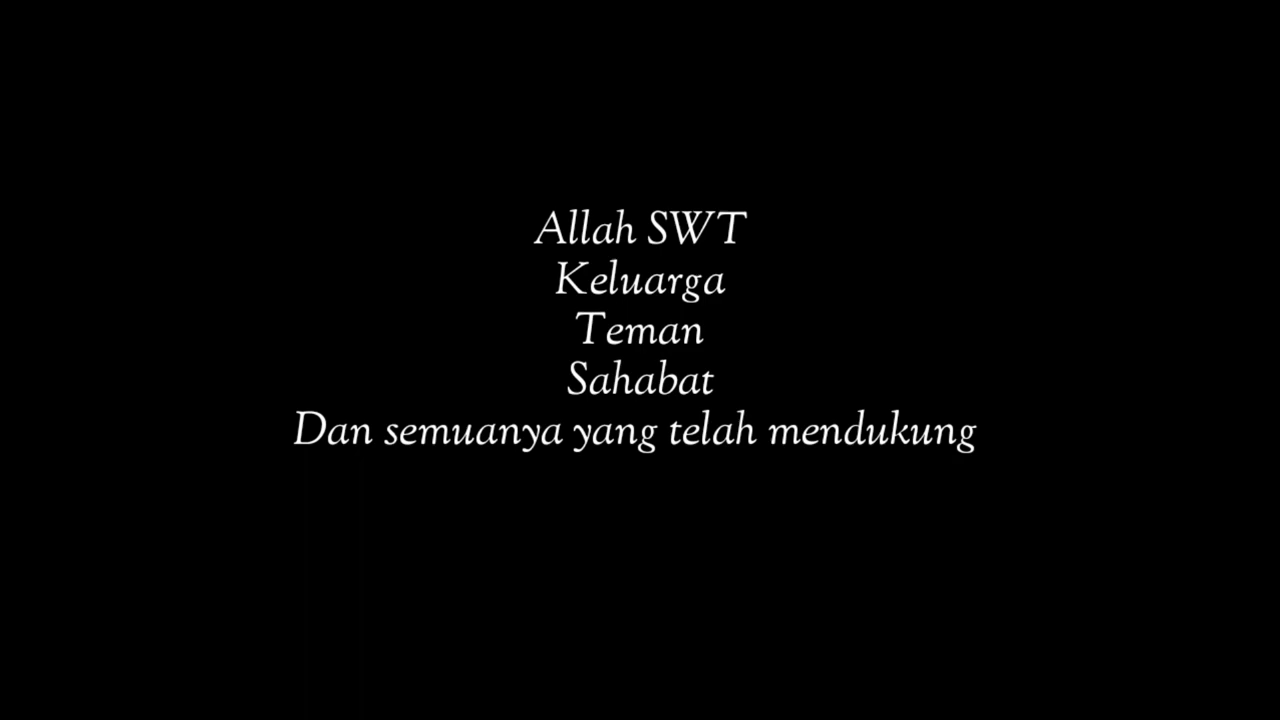 Allah SWT
Keluarga
Teman
Sahabat
Dan semuanya yang telah mendukung